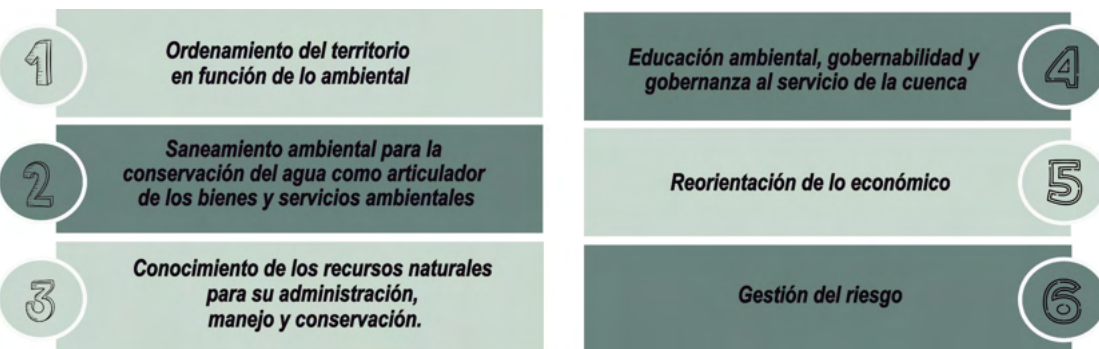 1
Ordenamiento del territorio
en función de lo ambiental
2
Saneamiento ambiental para la
conservación del agua como articulador
de los bienes y servicios ambientales
3
Conocimiento de los recursos naturales
para su administración,
manejo y conservación.
4
Educación ambiental, gobernabilidad y
gobernanza al servicio de la cuenca
5
Reorientación de lo económico
6
Gestión del riesgo